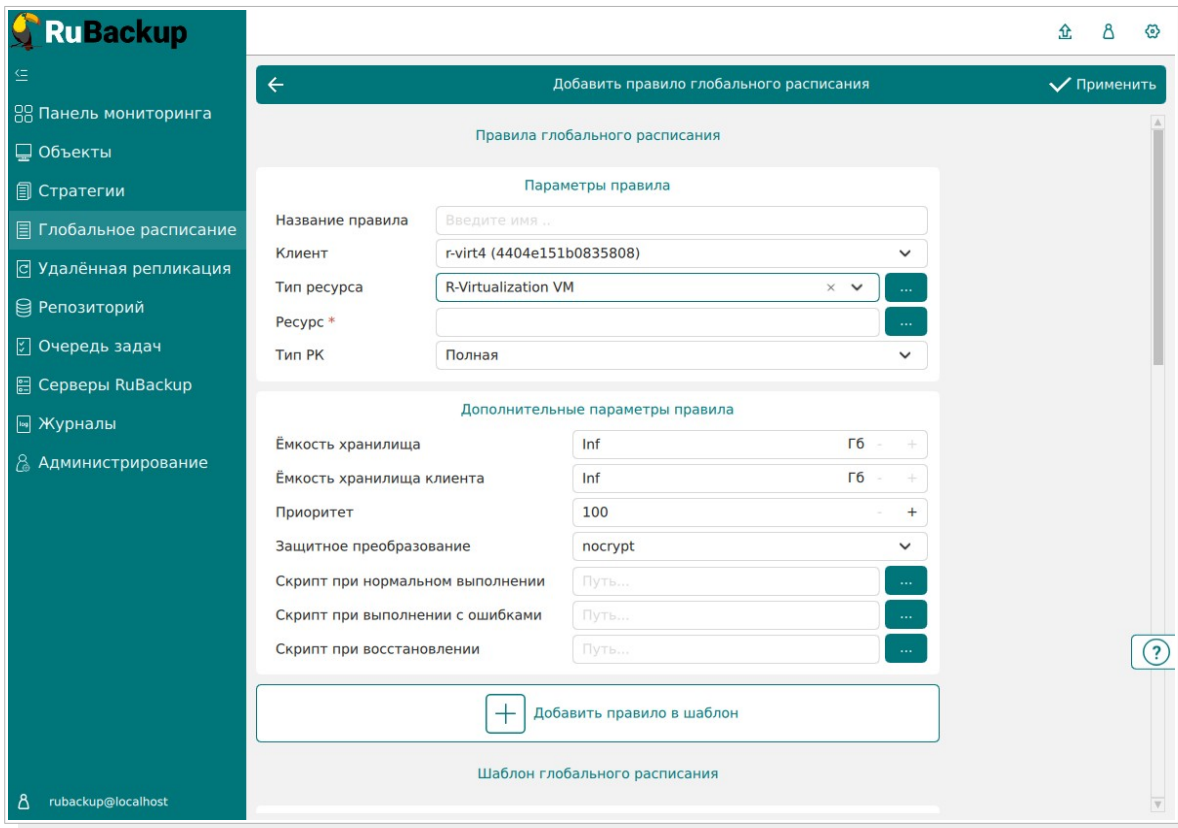 RuBackup
Панель мониторинга
Объекты
Стратегии
Глобальное расписание
Удалённая репликация
Репозиторий
Очередь задач
Серверы RuBackup
Журналы
Администрирование
rubackup@localhost
Добавить правило глобального расписания
Применить
Правила глобального расписания
Параметры правила
Название правила Введите имя ..
Клиент r-virt4 (4404e151b0835808)
Тип ресурса R-Virtualization VM × ...
Ресурс * ...
Тип РК Полная
Дополнительные параметры правила
Ёмкость хранилища Inf Гб - +
Ёмкость хранилища клиента Inf Гб - +
Приоритет 100 - +
Защитное преобразование nocrypt
Скрипт при нормальном выполнении Путь... ...
Скрипт при выполнении с ошибками Путь... ...
Скрипт при восстановлении Путь... ...
?
Добавить правило в шаблон
Шаблон глобального расписания